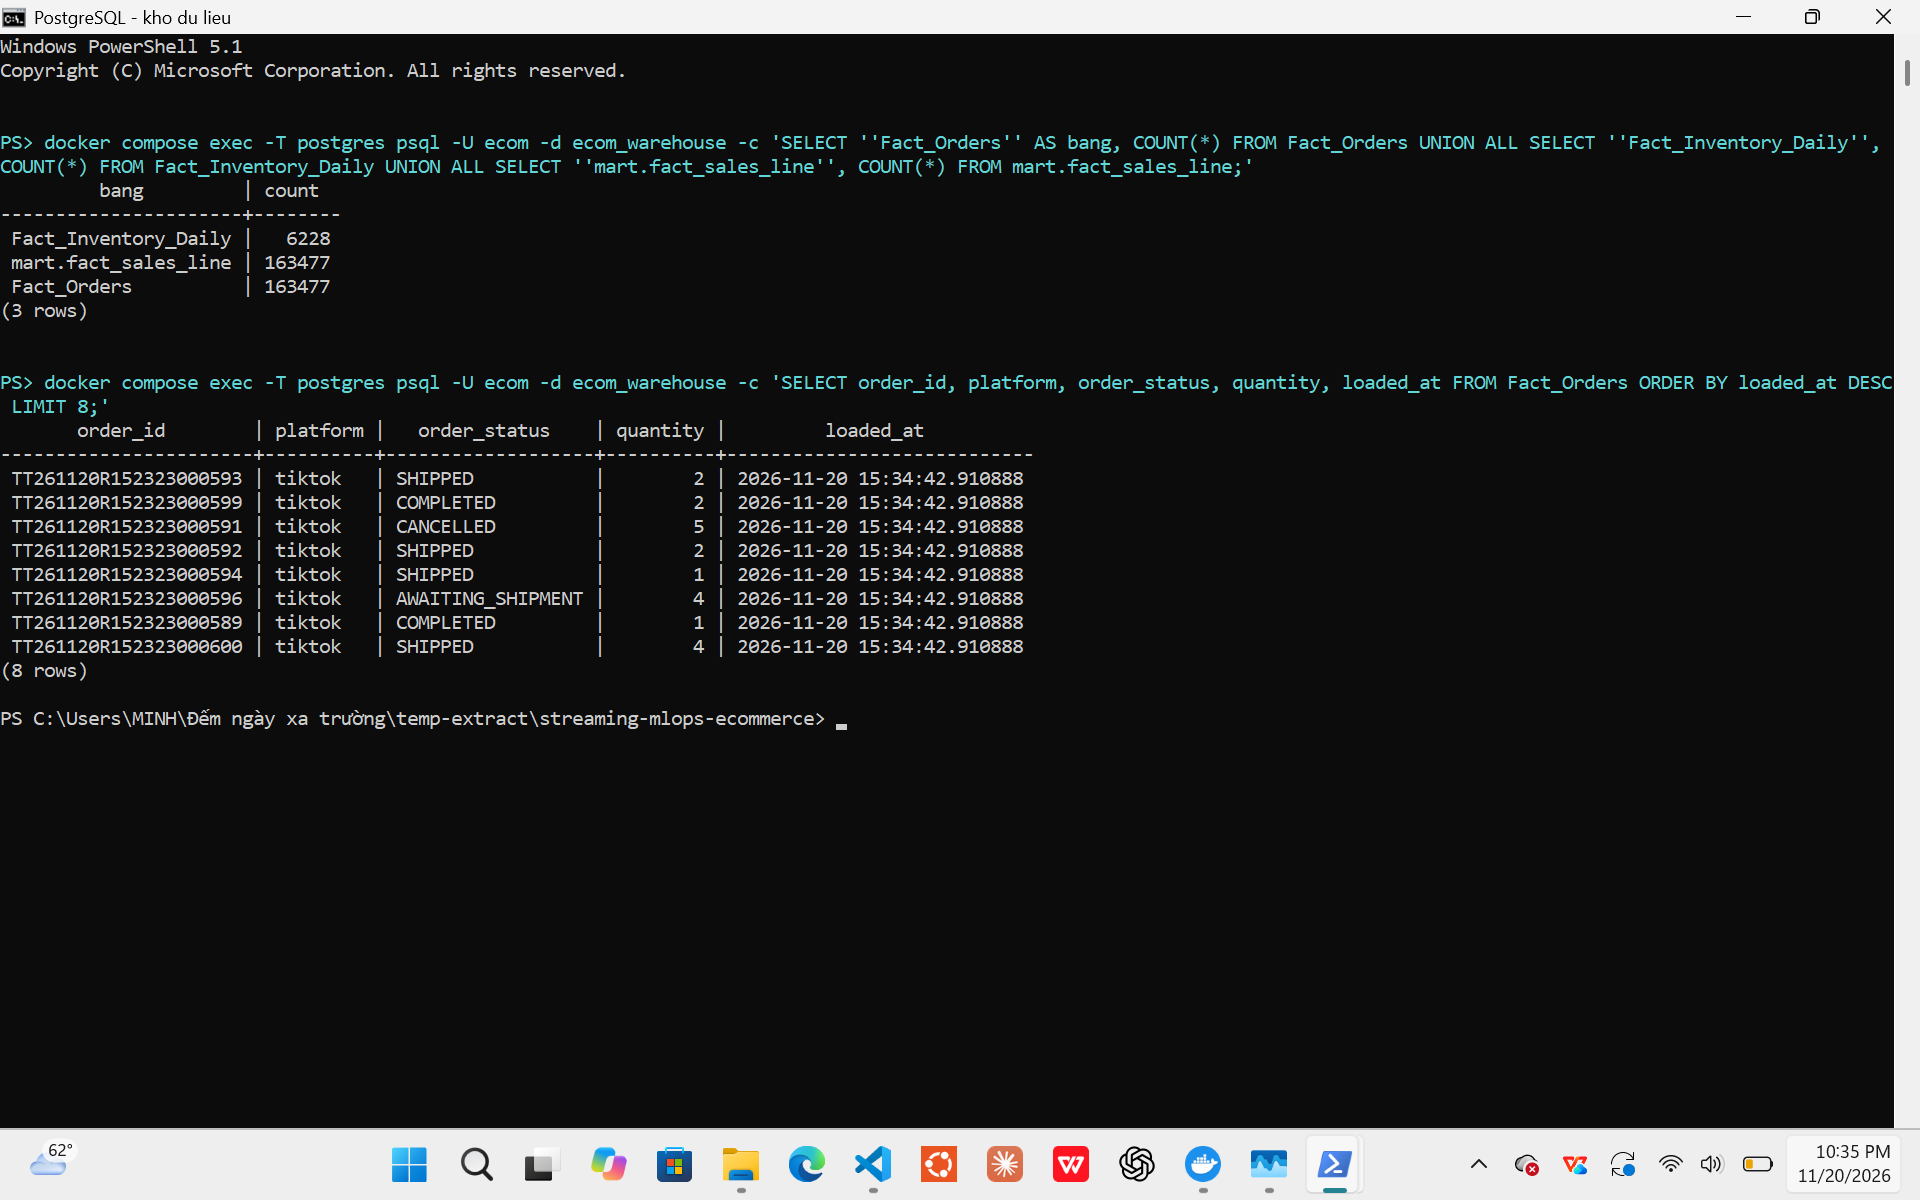 PostgreSQL - kho du lieu
Windows PowerShell 5.1
Copyright (C) Microsoft Corporation. All rights reserved.
PS> docker compose exec -T postgres psql -U ecom -d ecom_warehouse -c 'SELECT ''Fact_Orders'' AS bang, COUNT(*) FROM Fact_Orders UNION ALL SELECT ''Fact_Inventory_Daily'',
COUNT(*) FROM Fact_Inventory_Daily UNION ALL SELECT ''mart.fact_sales_line'', COUNT(*) FROM mart.fact_sales_line;'
         bang         | count
----------------------+--------
 Fact_Inventory_Daily |   6228
 mart.fact_sales_line | 163477
 Fact_Orders          | 163477
(3 rows)
PS> docker compose exec -T postgres psql -U ecom -d ecom_warehouse -c 'SELECT order_id, platform, order_status, quantity, loaded_at FROM Fact_Orders ORDER BY loaded_at DESC
 LIMIT 8;'
       order_id        | platform |   order_status    | quantity |         loaded_at
-----------------------+----------+-------------------+----------+----------------------------
 TT261120R152323000593 | tiktok   | SHIPPED           |        2 | 2026-11-20 15:34:42.910888
 TT261120R152323000599 | tiktok   | COMPLETED         |        2 | 2026-11-20 15:34:42.910888
 TT261120R152323000591 | tiktok   | CANCELLED         |        5 | 2026-11-20 15:34:42.910888
 TT261120R152323000592 | tiktok   | SHIPPED           |        2 | 2026-11-20 15:34:42.910888
 TT261120R152323000594 | tiktok   | SHIPPED           |        1 | 2026-11-20 15:34:42.910888
 TT261120R152323000596 | tiktok   | AWAITING_SHIPMENT |        4 | 2026-11-20 15:34:42.910888
 TT261120R152323000589 | tiktok   | COMPLETED         |        1 | 2026-11-20 15:34:42.910888
 TT261120R152323000600 | tiktok   | SHIPPED           |        4 | 2026-11-20 15:34:42.910888
(8 rows)
PS C:\Users\MINH\Đếm ngày xa trường\temp-extract\streaming-mlops-ecommerce>
62°
10:35 PM
11/20/2026